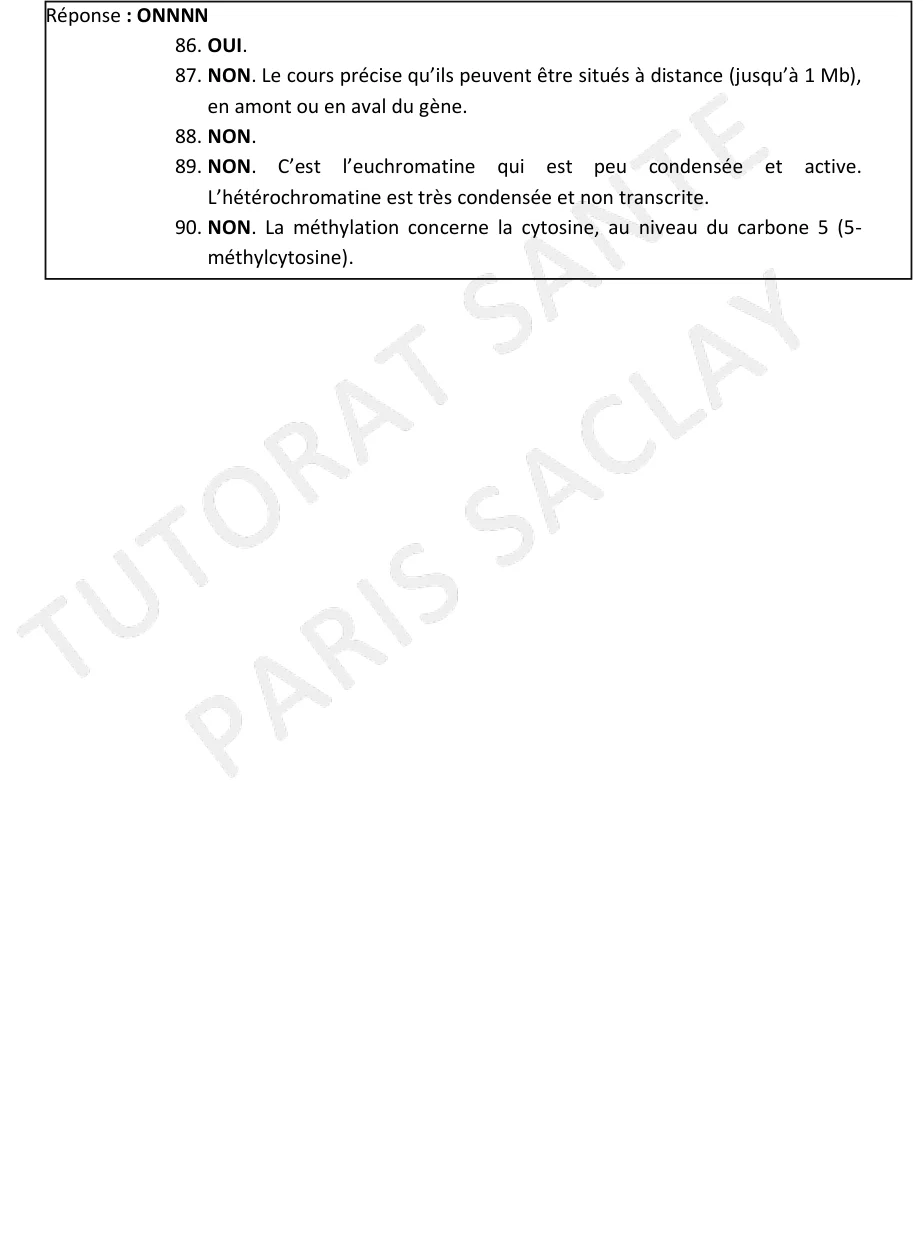 Réponse : ONNNN
86. OUI.
87. NON. Le cours précise qu’ils peuvent être situés à distance (jusqu’à 1 Mb),
en amont ou en aval du gène.
88. NON.
89. NON. C’est l’euchromatine qui est peu condensée et active.
L’hétérochromatine est très condensée et non transcrite.
90. NON. La méthylation concerne la cytosine, au niveau du carbone 5 (5-
méthylcytosine).
TUTORAT SANTE
PARIS SACLAY